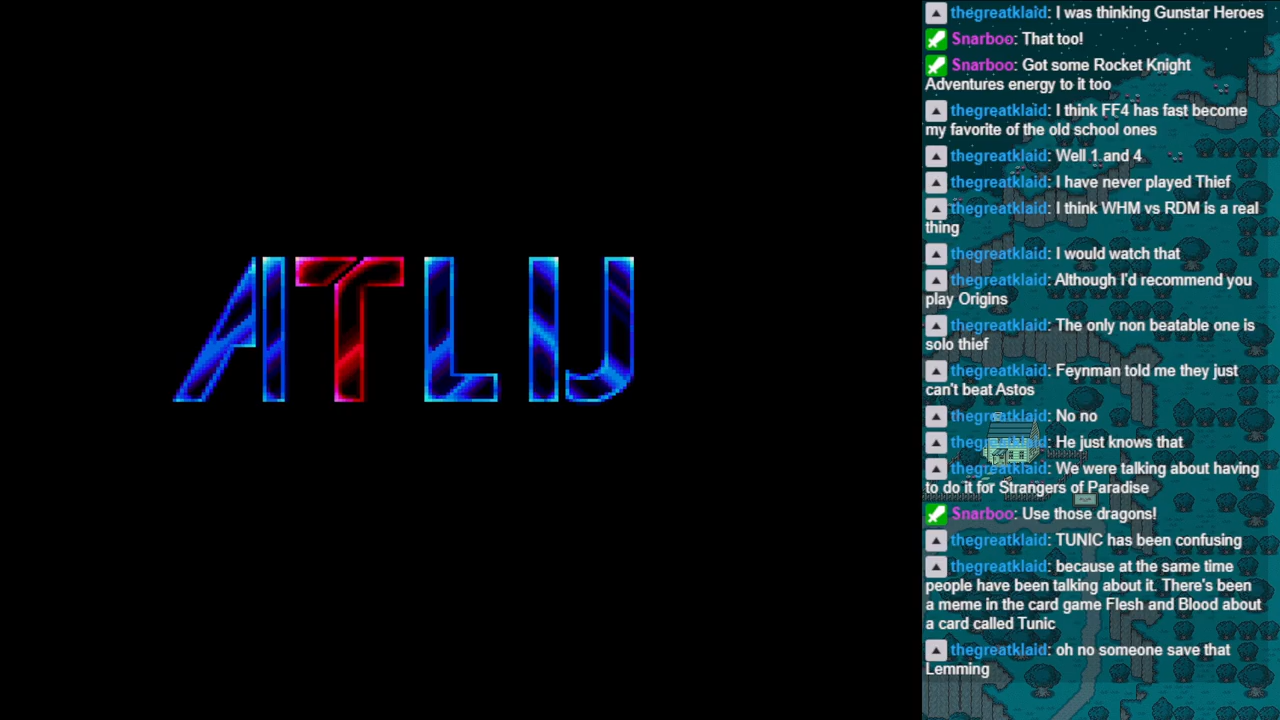 ATLU
thegreatklaid: I was thinking Gunstar Heroes
Snarboo: That too!
Snarboo: Got some Rocket Knight
Adventures energy to it too
thegreatklaid: I think FF4 has fast become
my favorite of the old school ones
thegreatklaid: Well 1 and 4
thegreatklaid: I have never played Thief
thegreatklaid: I think WHM vs RDM is a real
thing
thegreatklaid: I would watch that
thegreatklaid: Although I'd recommend you
play Origins
thegreatklaid: The only non beatable one is
solo thief
thegreatklaid: Feynman told me they just
can't beat Astos
thegreatklaid: No no
thegreatklaid: He just knows that
thegreatklaid: We were talking about having
to do it for Strangers of Paradise
Snarboo: Use those dragons!
thegreatklaid: TUNIC has been confusing
thegreatklaid: because at the same time
people have been talking about it. There's been
a meme in the card game Flesh and Blood about
a card called Tunic
thegreatklaid: oh no someone save that
Lemming